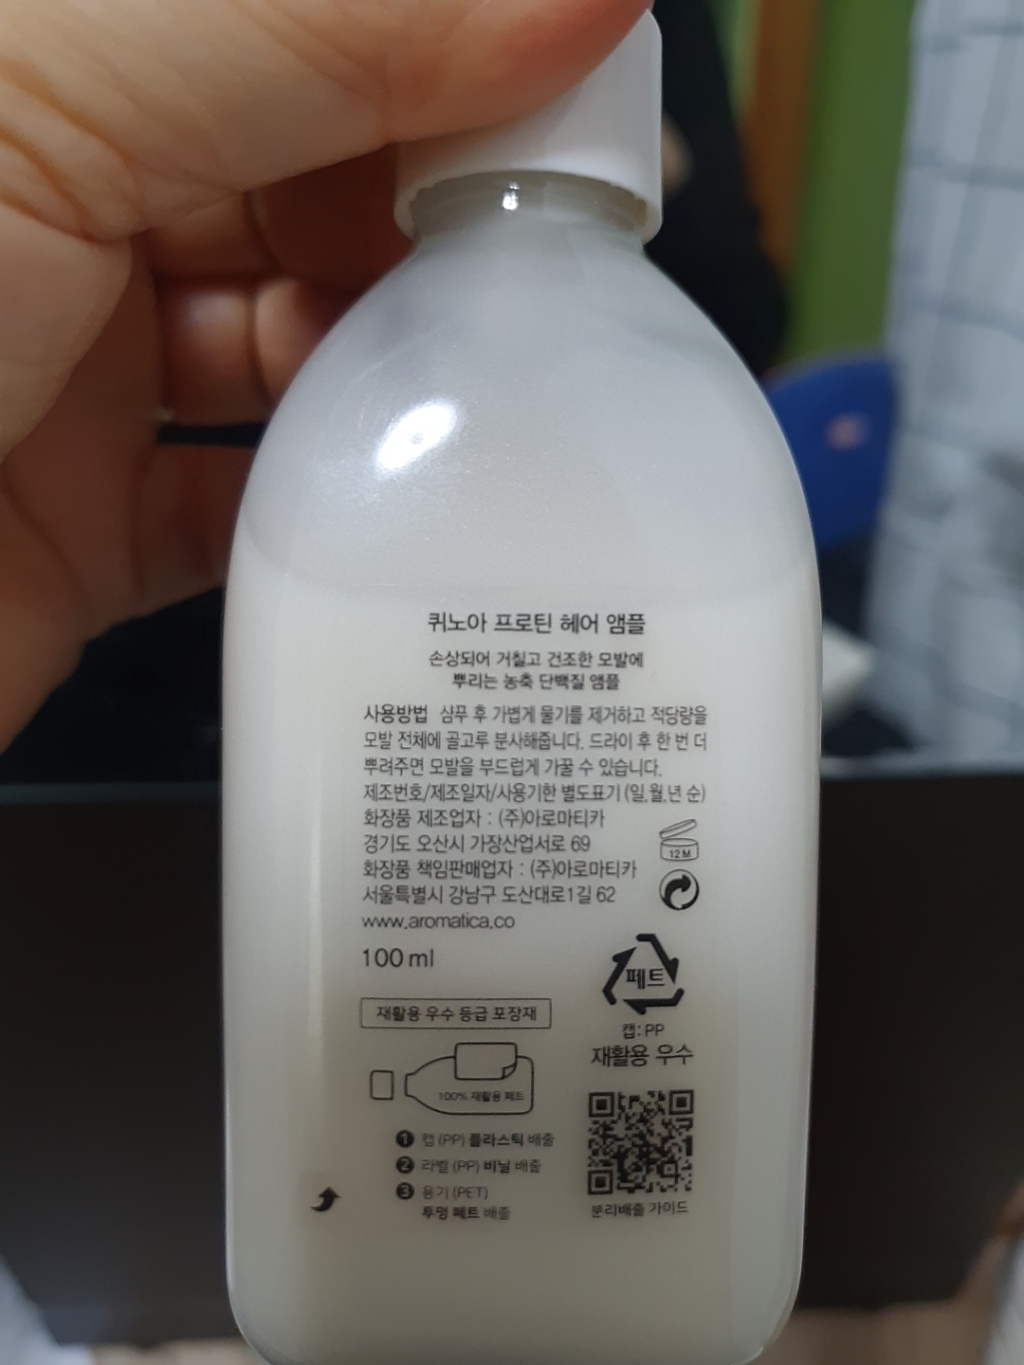 퀴노아 프로틴 헤어 앰플
손상되어 거칠고 건조한 모발에
뿌리는 농축 단백질 앰플
사용방법 샴푸 후 가볍게 물기를 제거하고 적당량을
모발 전체에 골고루 분사해줍니다. 드라이 후 한 번 더
뿌려주면 모발을 부드럽게 가꿀 수 있습니다.
제조번호/제조일자/사용기한 별도표기 (일,월,년 순)
화장품 제조업자 : (주)아로마티카
경기도 오산시 가장산업서로 69
화장품 책임판매업자 : (주)아로마티카
서울특별시 강남구 도산대로1길 62
www.aromatica.co
12M
100 ml
페트
캡: PP
재활용 우수
재활용 우수 등급 포장재
100% 재활용 페트
1 캡 (PP) 플라스틱 배출
2 라벨 (PP) 비닐 배출
3 용기 (PET)
투명 페트 배출
분리배출 가이드